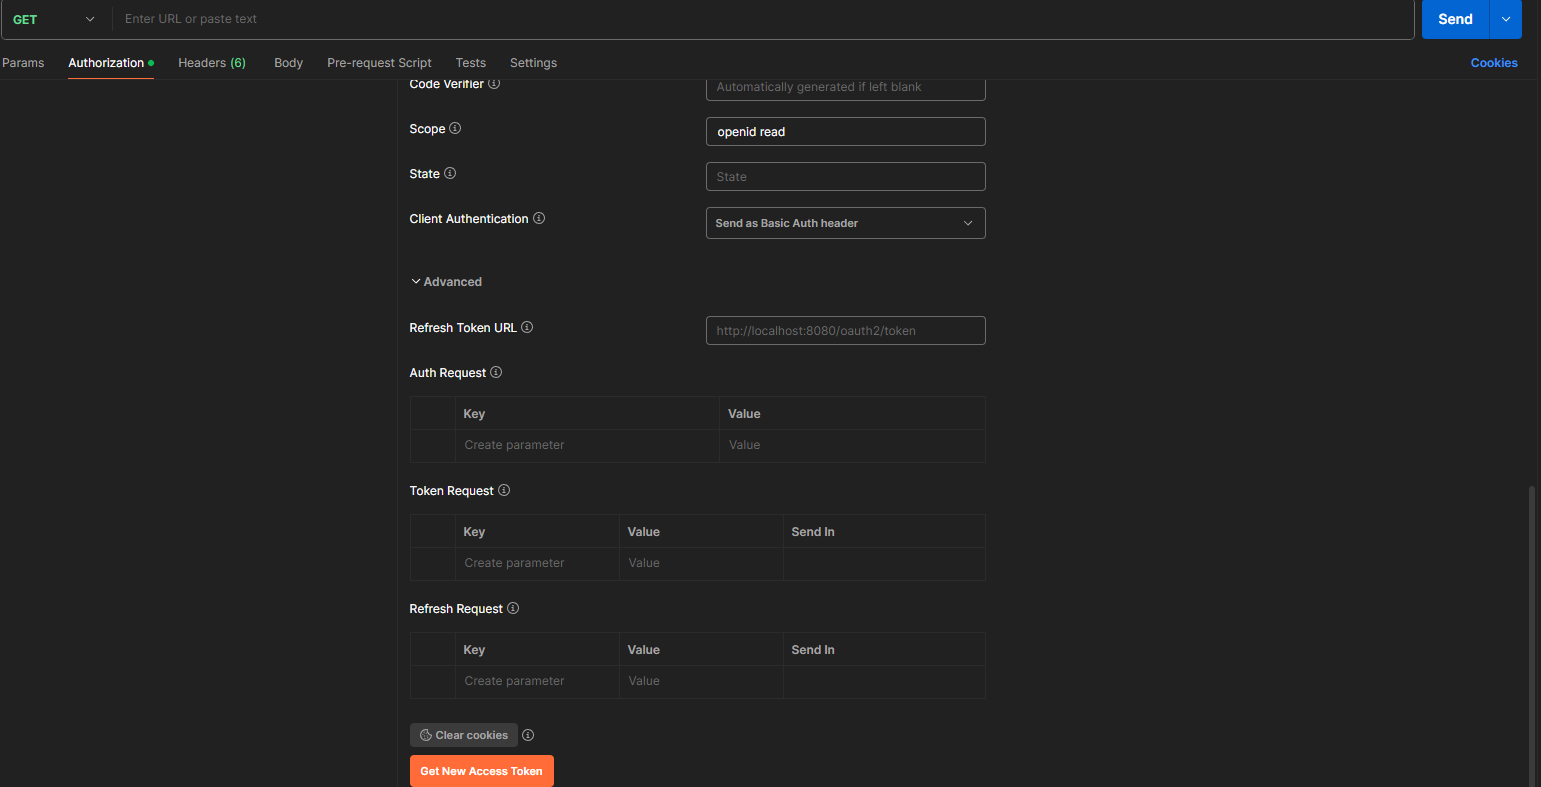 GET Enter URL or paste text Send
Params Authorization Headers (6) Body Pre-request Script Tests Settings Cookies
Code Verifier Automatically generated if left blank
Scope openid read
State State
Client Authentication Send as Basic Auth header
Advanced
Refresh Token URL http://localhost:8080/oauth2/token
Auth Request
Key Value
Create parameter Value
Token Request
Key Value Send In
Create parameter Value
Refresh Request
Key Value Send In
Create parameter Value
Clear cookies
Get New Access Token